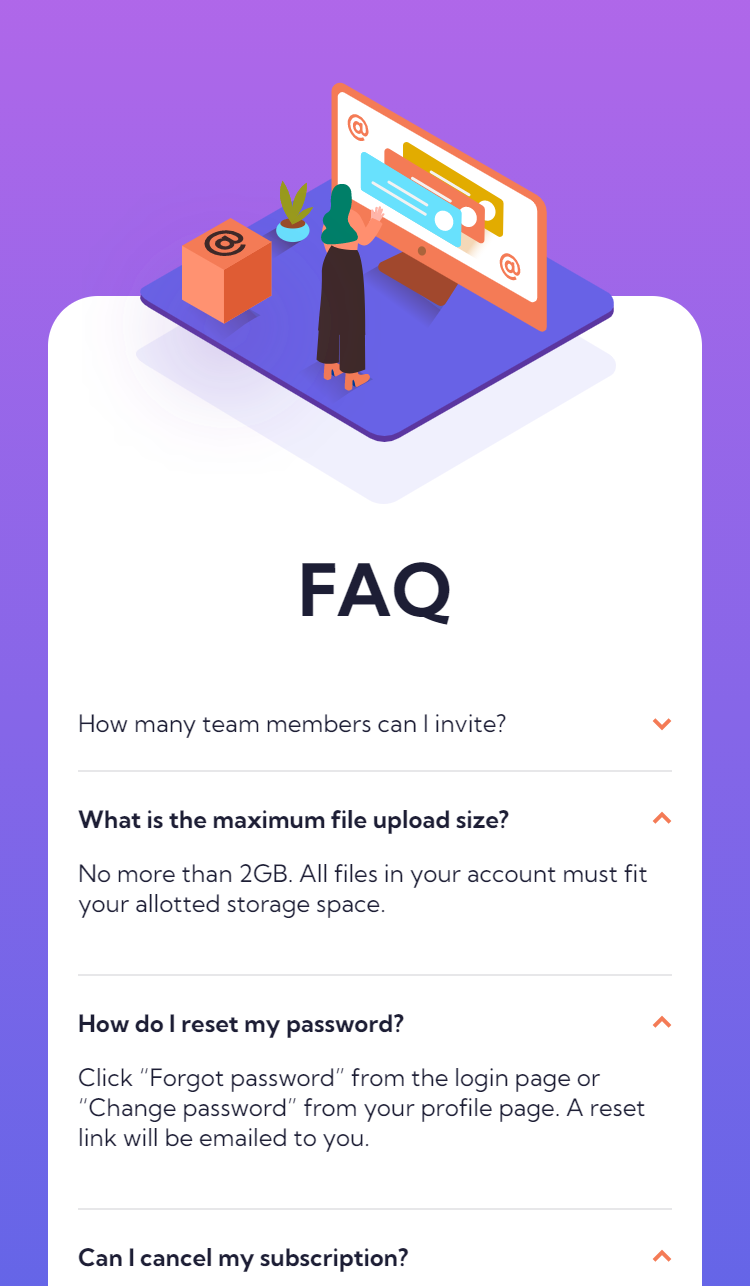 @
@
@
FAQ
How many team members can I invite?
What is the maximum file upload size?
No more than 2GB. All files in your account must fit
your allotted storage space.
How do I reset my password?
Click “Forgot password” from the login page or
“Change password” from your profile page. A reset
link will be emailed to you.
Can I cancel my subscription?